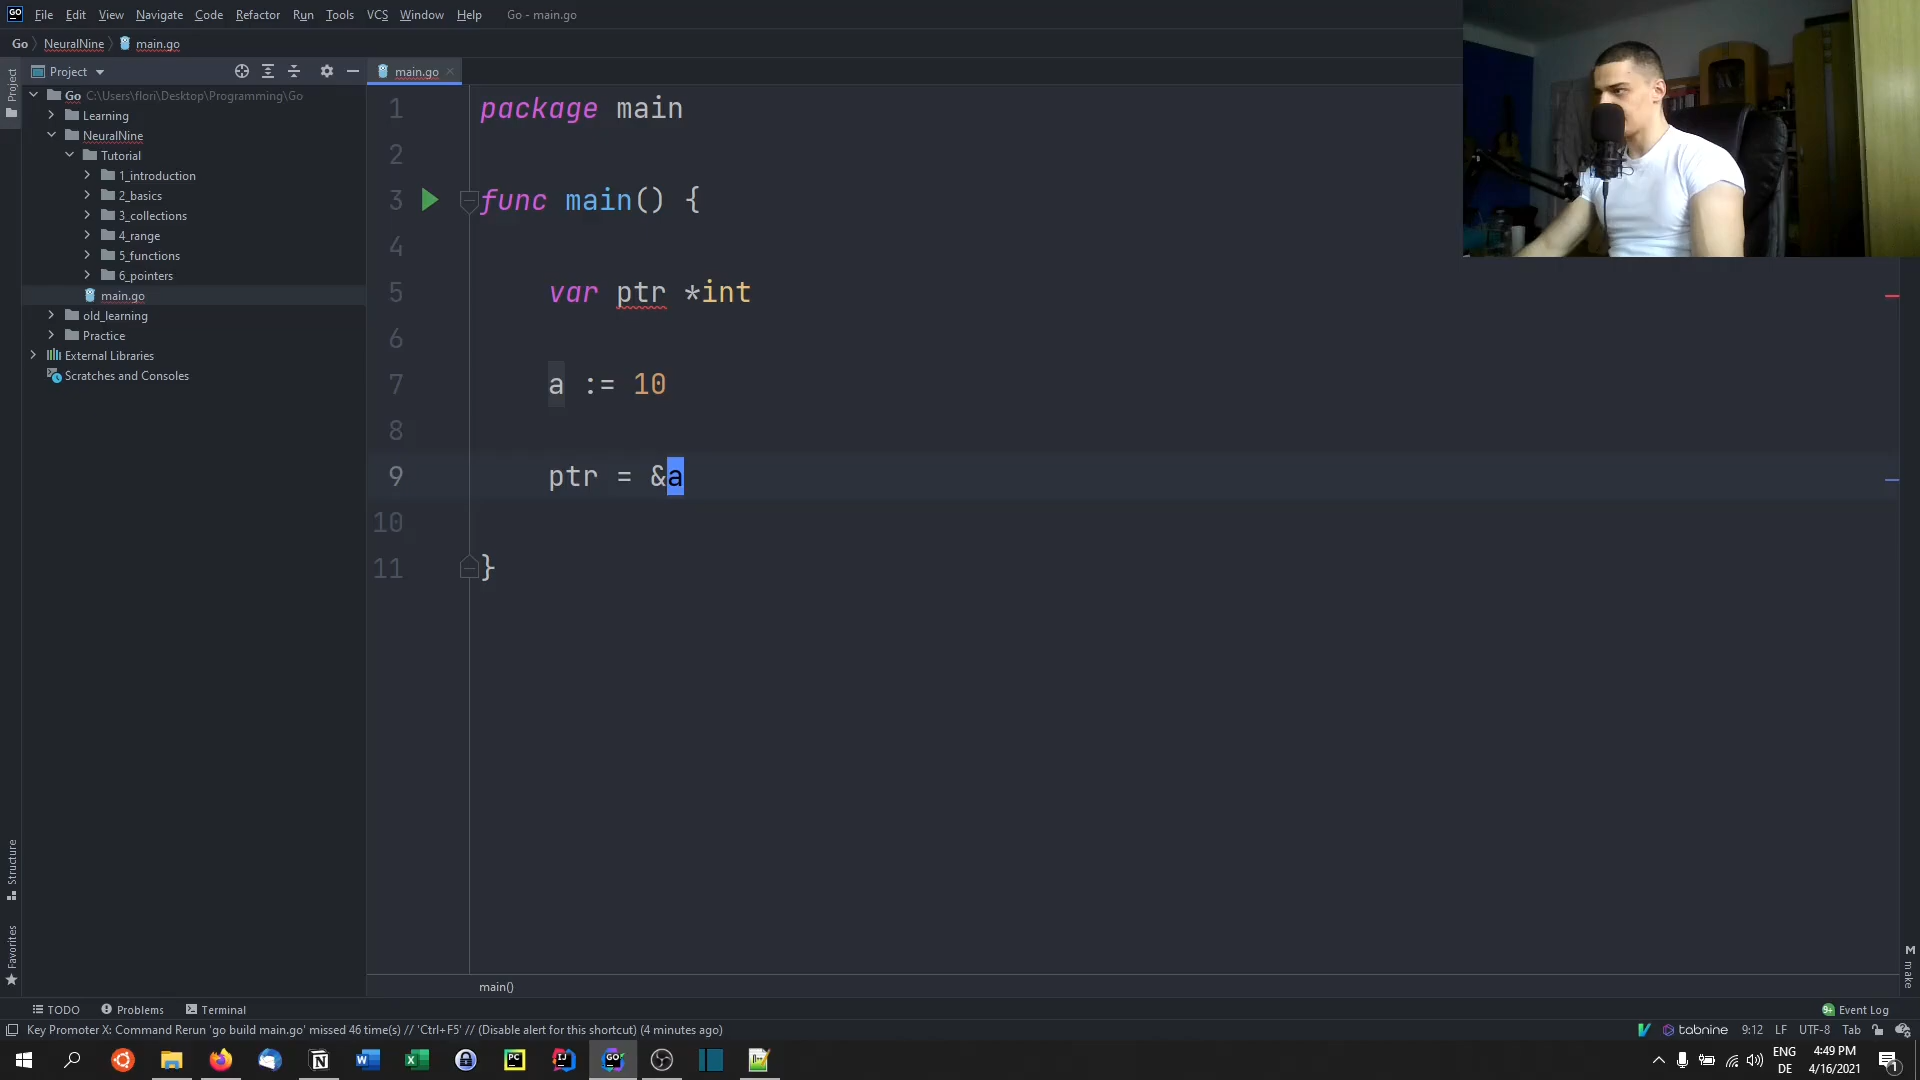 GO File Edit View Navigate Code Refactor Run Tools VCS Window Help Go - main.go
Go NeuralNine main.go
Project
Project
main.go
Go C:\Users\flori\Desktop\Programming\Go
Learning
NeuralNine
Tutorial
1_introduction
2_basics
3_collections
4_range
5_functions
6_pointers
main.go
old_learning
Practice
External Libraries
Scratches and Consoles
1 package main
2
3 func main() {
4
5 var ptr *int
6
7 a := 10
8
9 ptr = &a
10
11 }
Structure
Favorites
M make
main()
TODO Problems Terminal Event Log
Key Promoter X: Command Rerun 'go build main.go' missed 46 time(s) // 'Ctrl+F5' // (Disable alert for this shortcut) (4 minutes ago) tabnine 9:12 LF UTF-8 Tab
PC IJ GO ENG 4:49 PM
DE 4/16/2021